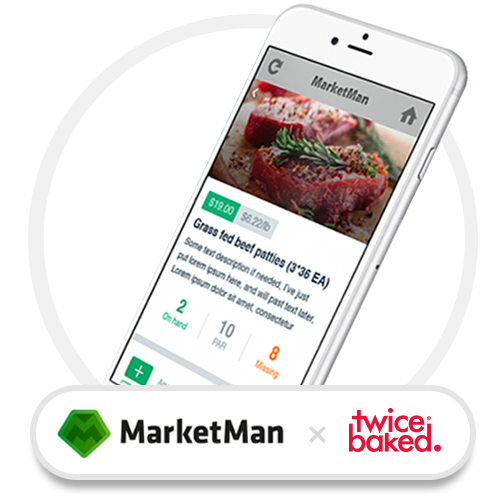 MarketMan
$19.00 $6.22/lb
Grass fed beef patties (3*36 EA)
Some text description if needed, I've just
put lorem ipsum here, and will past text later,
Lorem ipsum dolor sit amet, consectetur
2 10 8
On hand PAR Missing
+
MarketMan × twice
baked.